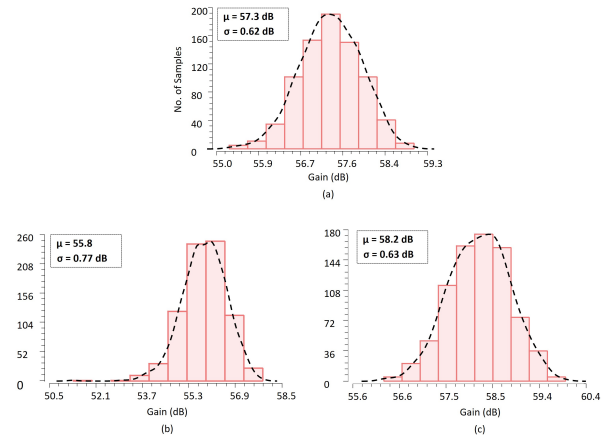 μ = 57.3 dB
σ = 0.62 dB
No. of Samples
200
160
120
80
40
0
55.0 55.9 56.7 57.6 58.4 59.3
Gain (dB)
(a)
μ = 55.8
σ = 0.77 dB
260
208
156
104
52
0
50.5 52.1 53.7 55.3 56.9 58.5
Gain (dB)
(b)
μ = 58.2 dB
σ = 0.63 dB
180
144
108
72
36
0
55.6 56.6 57.5 58.5 59.4 60.4
Gain (dB)
(c)